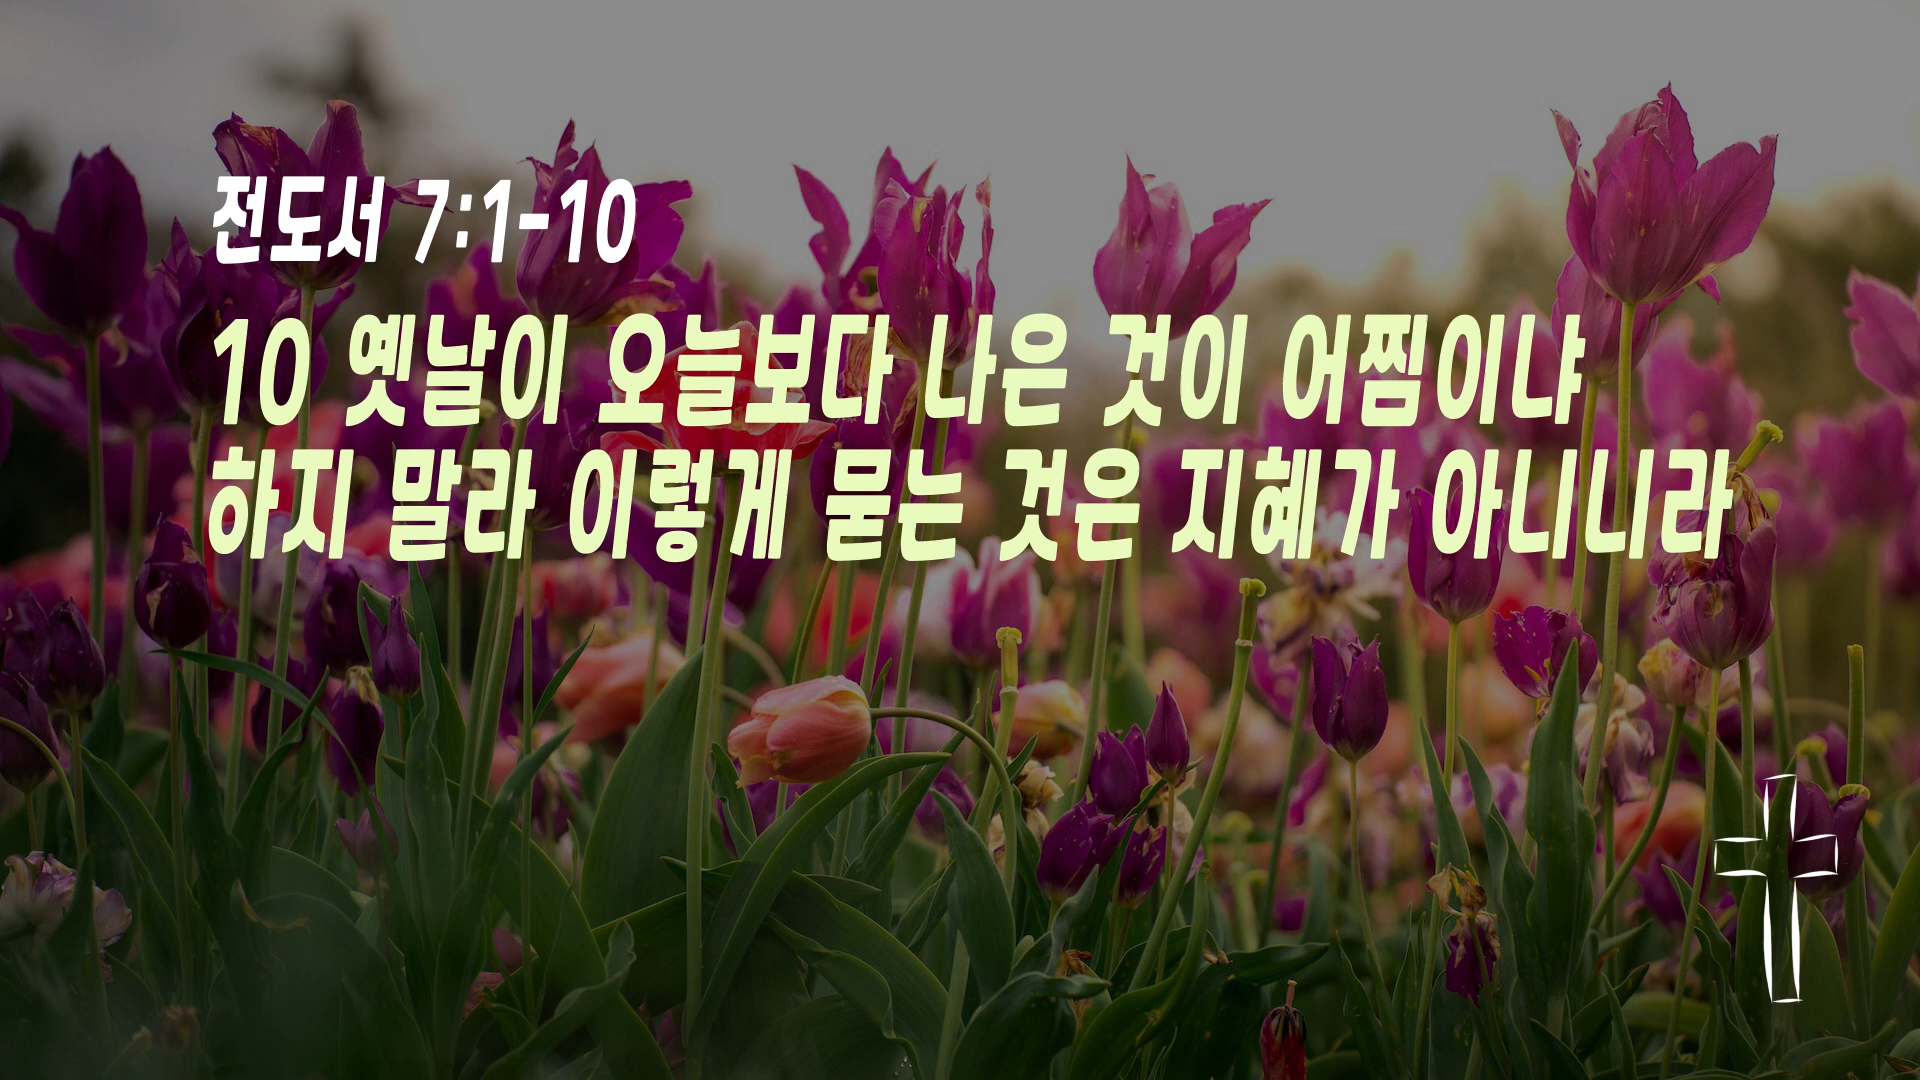 전도서 7:1-10
10 옛날이 오늘보다 나은 것이 어찜이냐
하지 말라 이렇게 묻는 것은 지혜가 아니니라